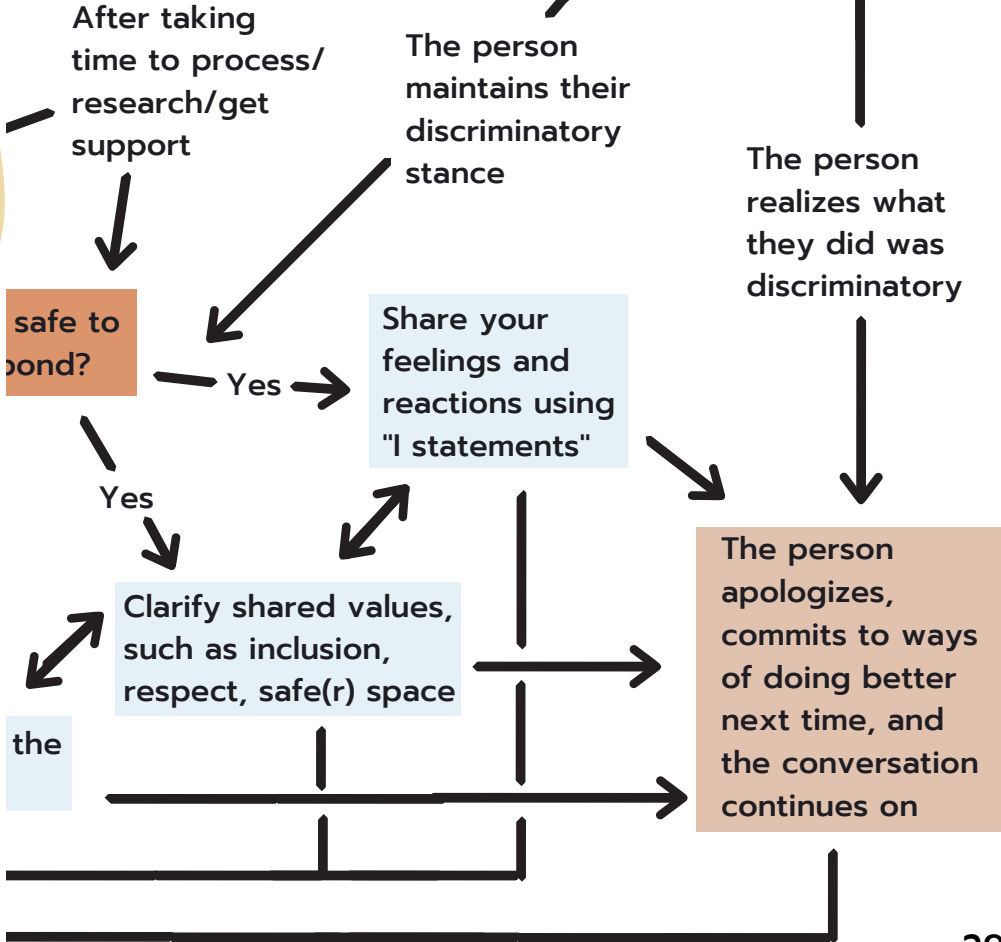 After taking
time to process/
research/get
support
The person
maintains their
discriminatory
stance
The person
realizes what
they did was
discriminatory
safe to
Yes
Share your
feelings and
reactions using
"I statements"
Yes
Clarify shared values,
such as inclusion,
respect, safe(r) space
the
The person
apologizes,
commits to ways
of doing better
next time, and
the conversation
continues on